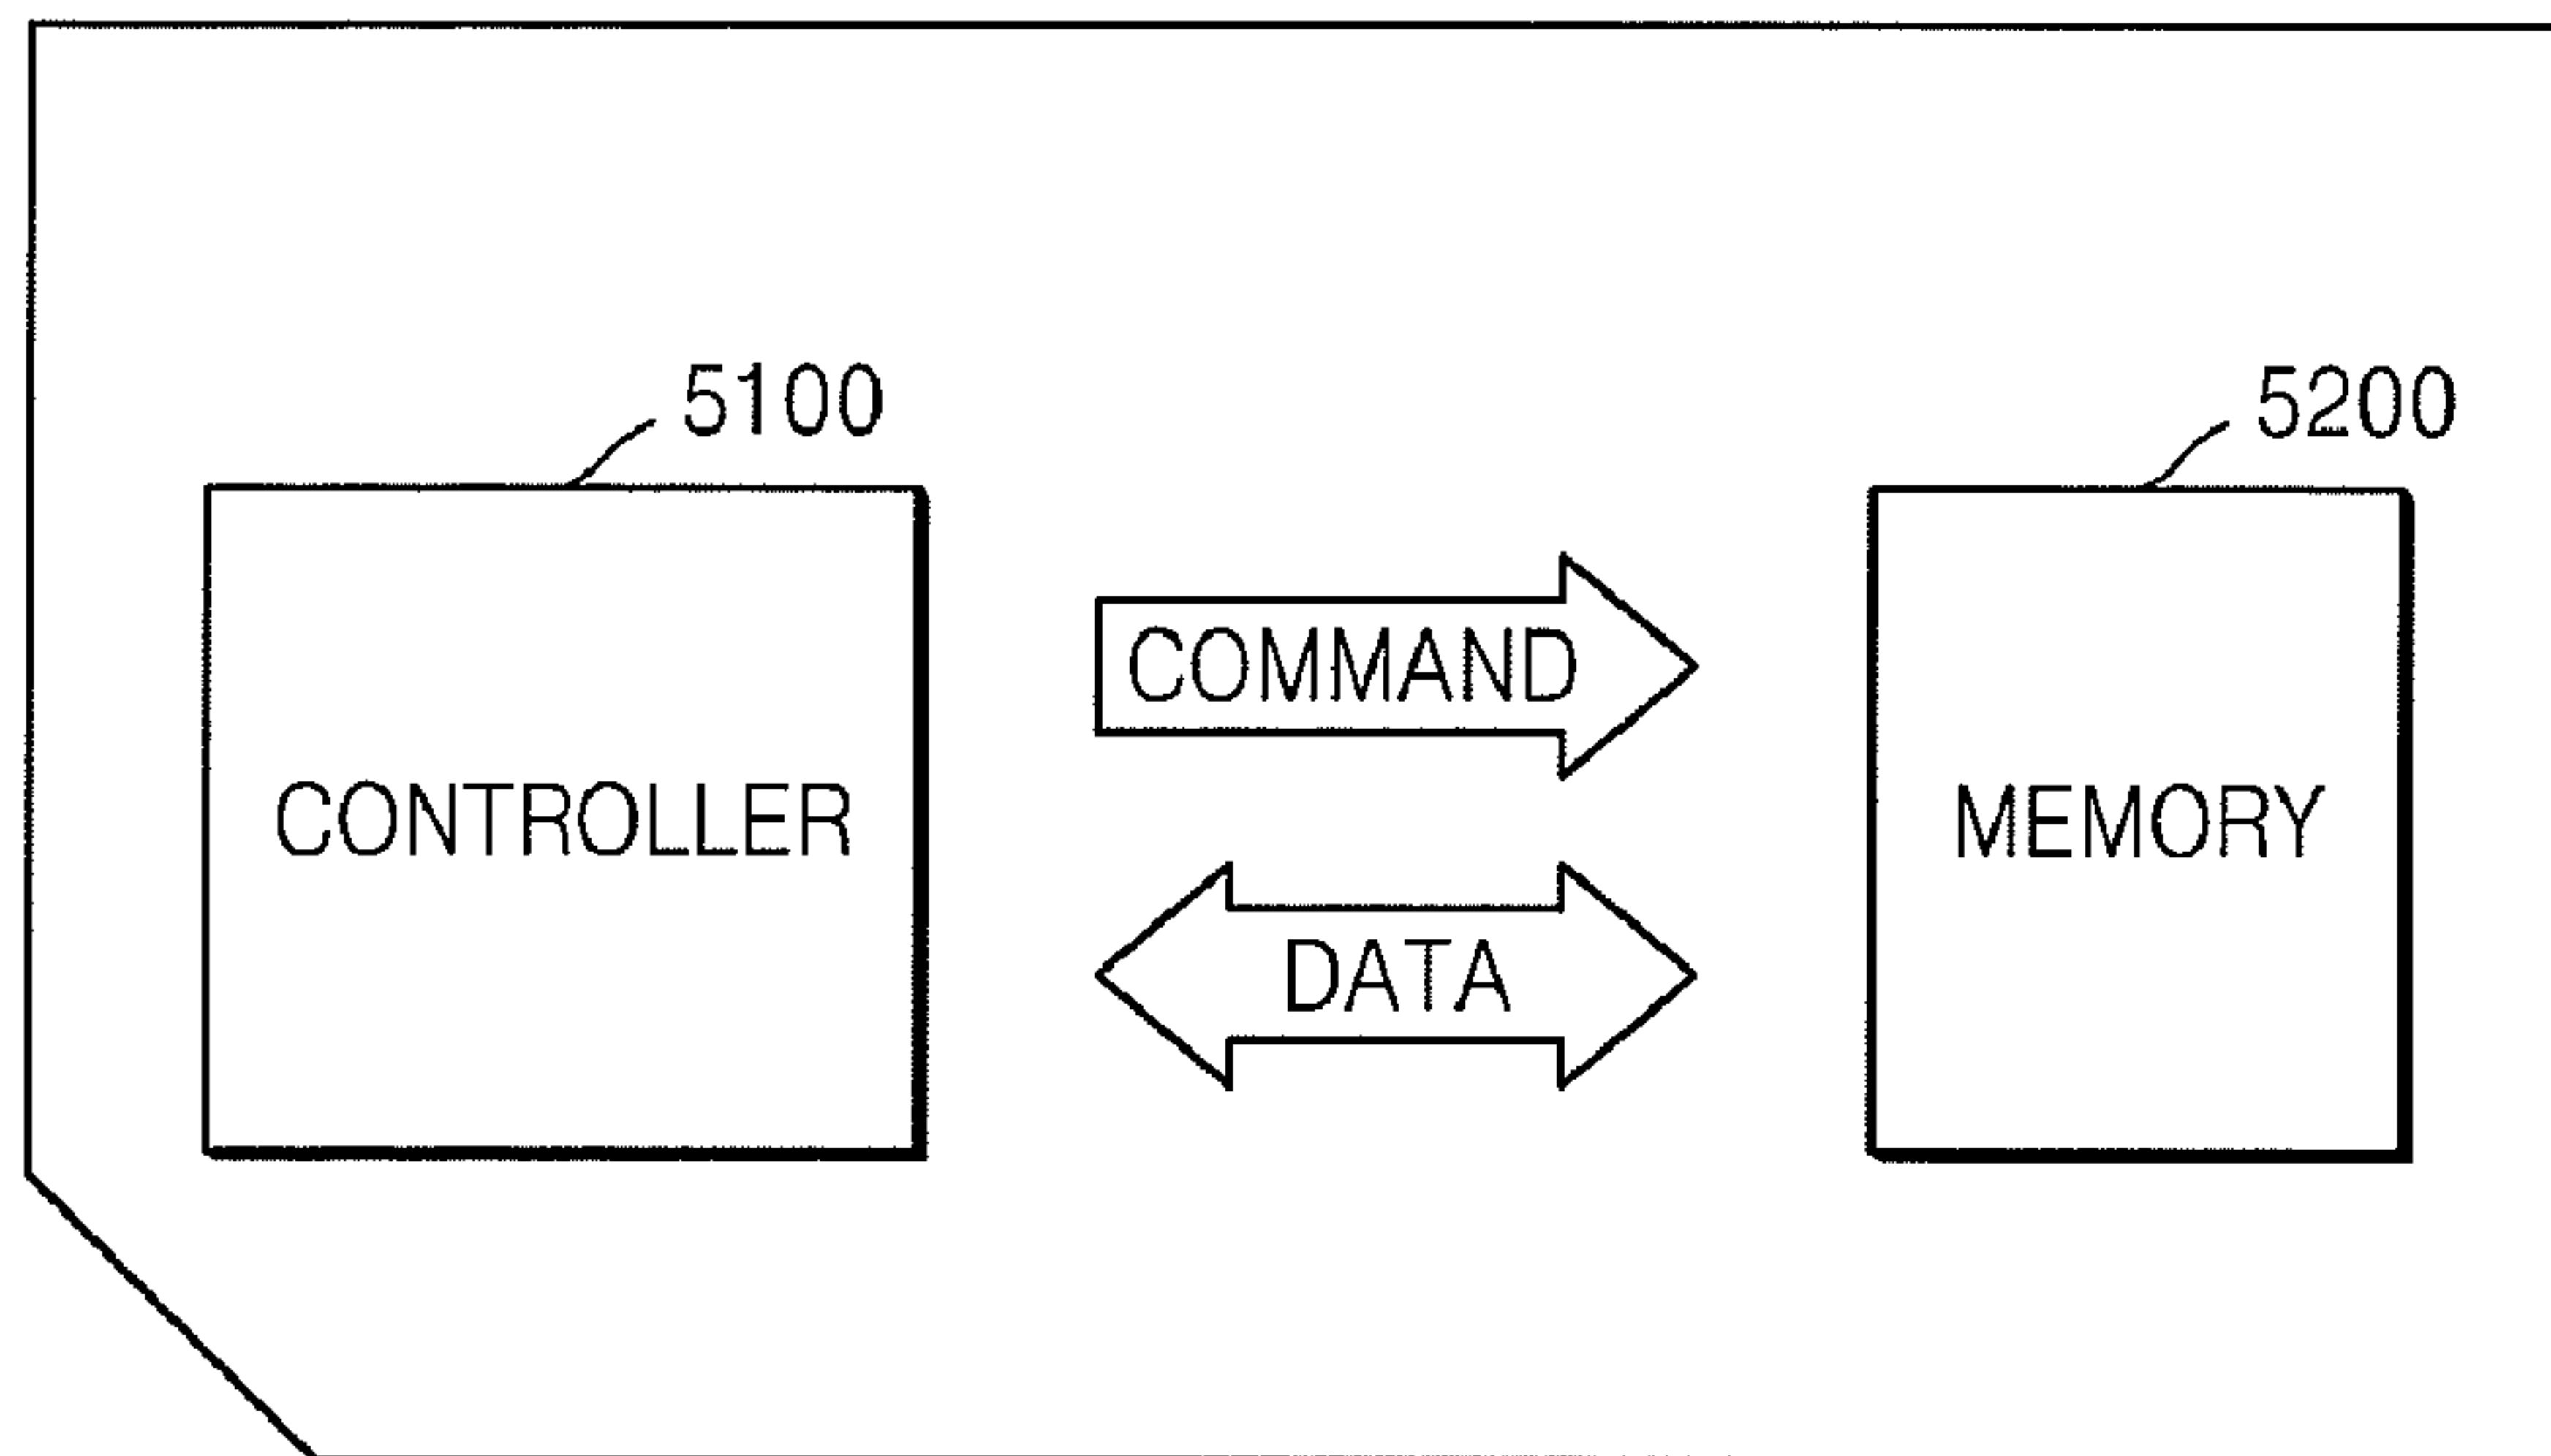 5100
5200
COMMAND
CONTROLLER
MEMORY
DATA